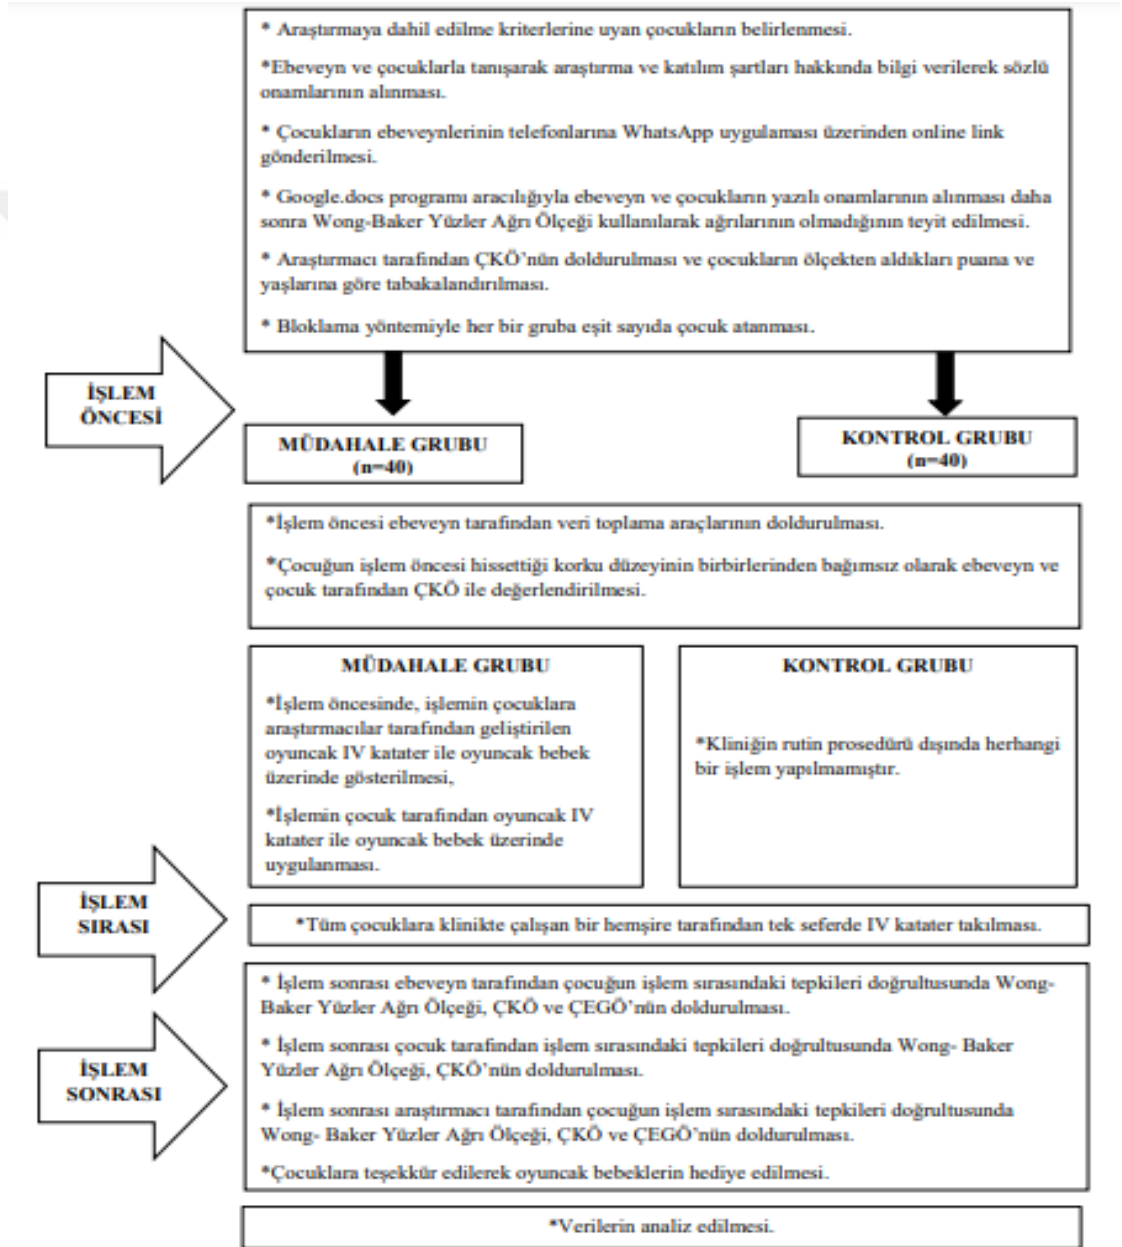 * Araştırmaya dahil edilme kriterlerine uyan çocukların belirlenmesi.
*Ebeveyn ve çocuklarla tanışarak araştırma ve katılım şartları hakkında bilgi verilerek sözlü
onamlarının alınması.
* Çocukların ebeveynlerinin telefonlarına WhatsApp uygulaması üzerinden online link
gönderilmesi.
* Google.docs programı aracılığıyla ebeveyn ve çocukların yazılı onamlarının alınması daha
sonra Wong-Baker Yüzler Ağrı Ölçeği kullanılarak ağrılarının olmadığının teyit edilmesi.
* Araştırmacı tarafından ÇKÖ’nün doldurulması ve çocukların ölçekten aldıkları puana ve
yaşlarına göre tabakalandırılması.
* Bloklama yöntemiyle her bir gruba eşit sayıda çocuk atanması.
İŞLEM
ÖNCESİ
MÜDAHALE GRUBU
(n=40)
KONTROL GRUBU
(n=40)
*İşlem öncesi ebeveyn tarafından veri toplama araçlarının doldurulması.
*Çocuğun işlem öncesi hissettiği korku düzeyinin birbirlerinden bağımsız olarak ebeveyn ve
çocuk tarafından ÇKÖ ile değerlendirilmesi.
MÜDAHALE GRUBU
*İşlem öncesinde, işlemin çocuklara
araştırmacılar tarafından geliştirilen
oyuncak IV katater ile oyuncak bebek
üzerinde gösterilmesi,
*İşlemin çocuk tarafından oyuncak IV
katater ile oyuncak bebek üzerinde
uygulanması.
KONTROL GRUBU
*Kliniğin rutin prosedürü dışında herhangi
bir işlem yapılmamıştır.
İŞLEM
SIRASI
*Tüm çocuklara klinikte çalışan bir hemşire tarafından tek seferde IV katater takılması.
* İşlem sonrası ebeveyn tarafından çocuğun işlem sırasındaki tepkileri doğrultusunda Wong-
Baker Yüzler Ağrı Ölçeği, ÇKÖ ve ÇEGÖ’nün doldurulması.
* İşlem sonrası çocuk tarafından işlem sırasındaki tepkileri doğrultusunda Wong- Baker
Yüzler Ağrı Ölçeği, ÇKÖ’nün doldurulması.
İŞLEM
SONRASI
* İşlem sonrası araştırmacı tarafından çocuğun işlem sırasındaki tepkileri doğrultusunda
Wong- Baker Yüzler Ağrı Ölçeği, ÇKÖ ve ÇEGÖ’nün doldurulması.
*Çocuklara teşekkür edilerek oyuncak bebeklerin hediye edilmesi.
*Verilerin analiz edilmesi.